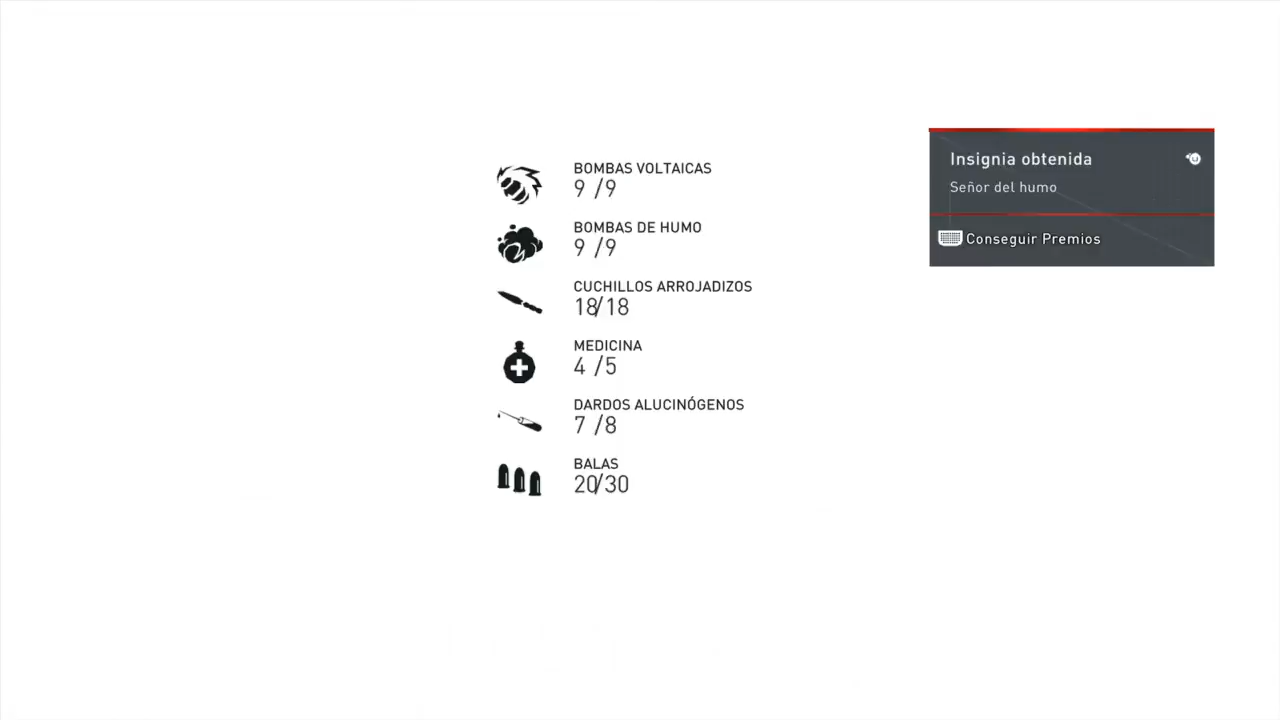 BOMBAS VOLTAICAS
9 /9
BOMBAS DE HUMO
9 /9
CUCHILLOS ARROJADIZOS
18/18
MEDICINA
4 /5
DARDOS ALUCINÓGENOS
7 /8
BALAS
20/30
Insignia obtenida
Señor del humo
Conseguir Premios